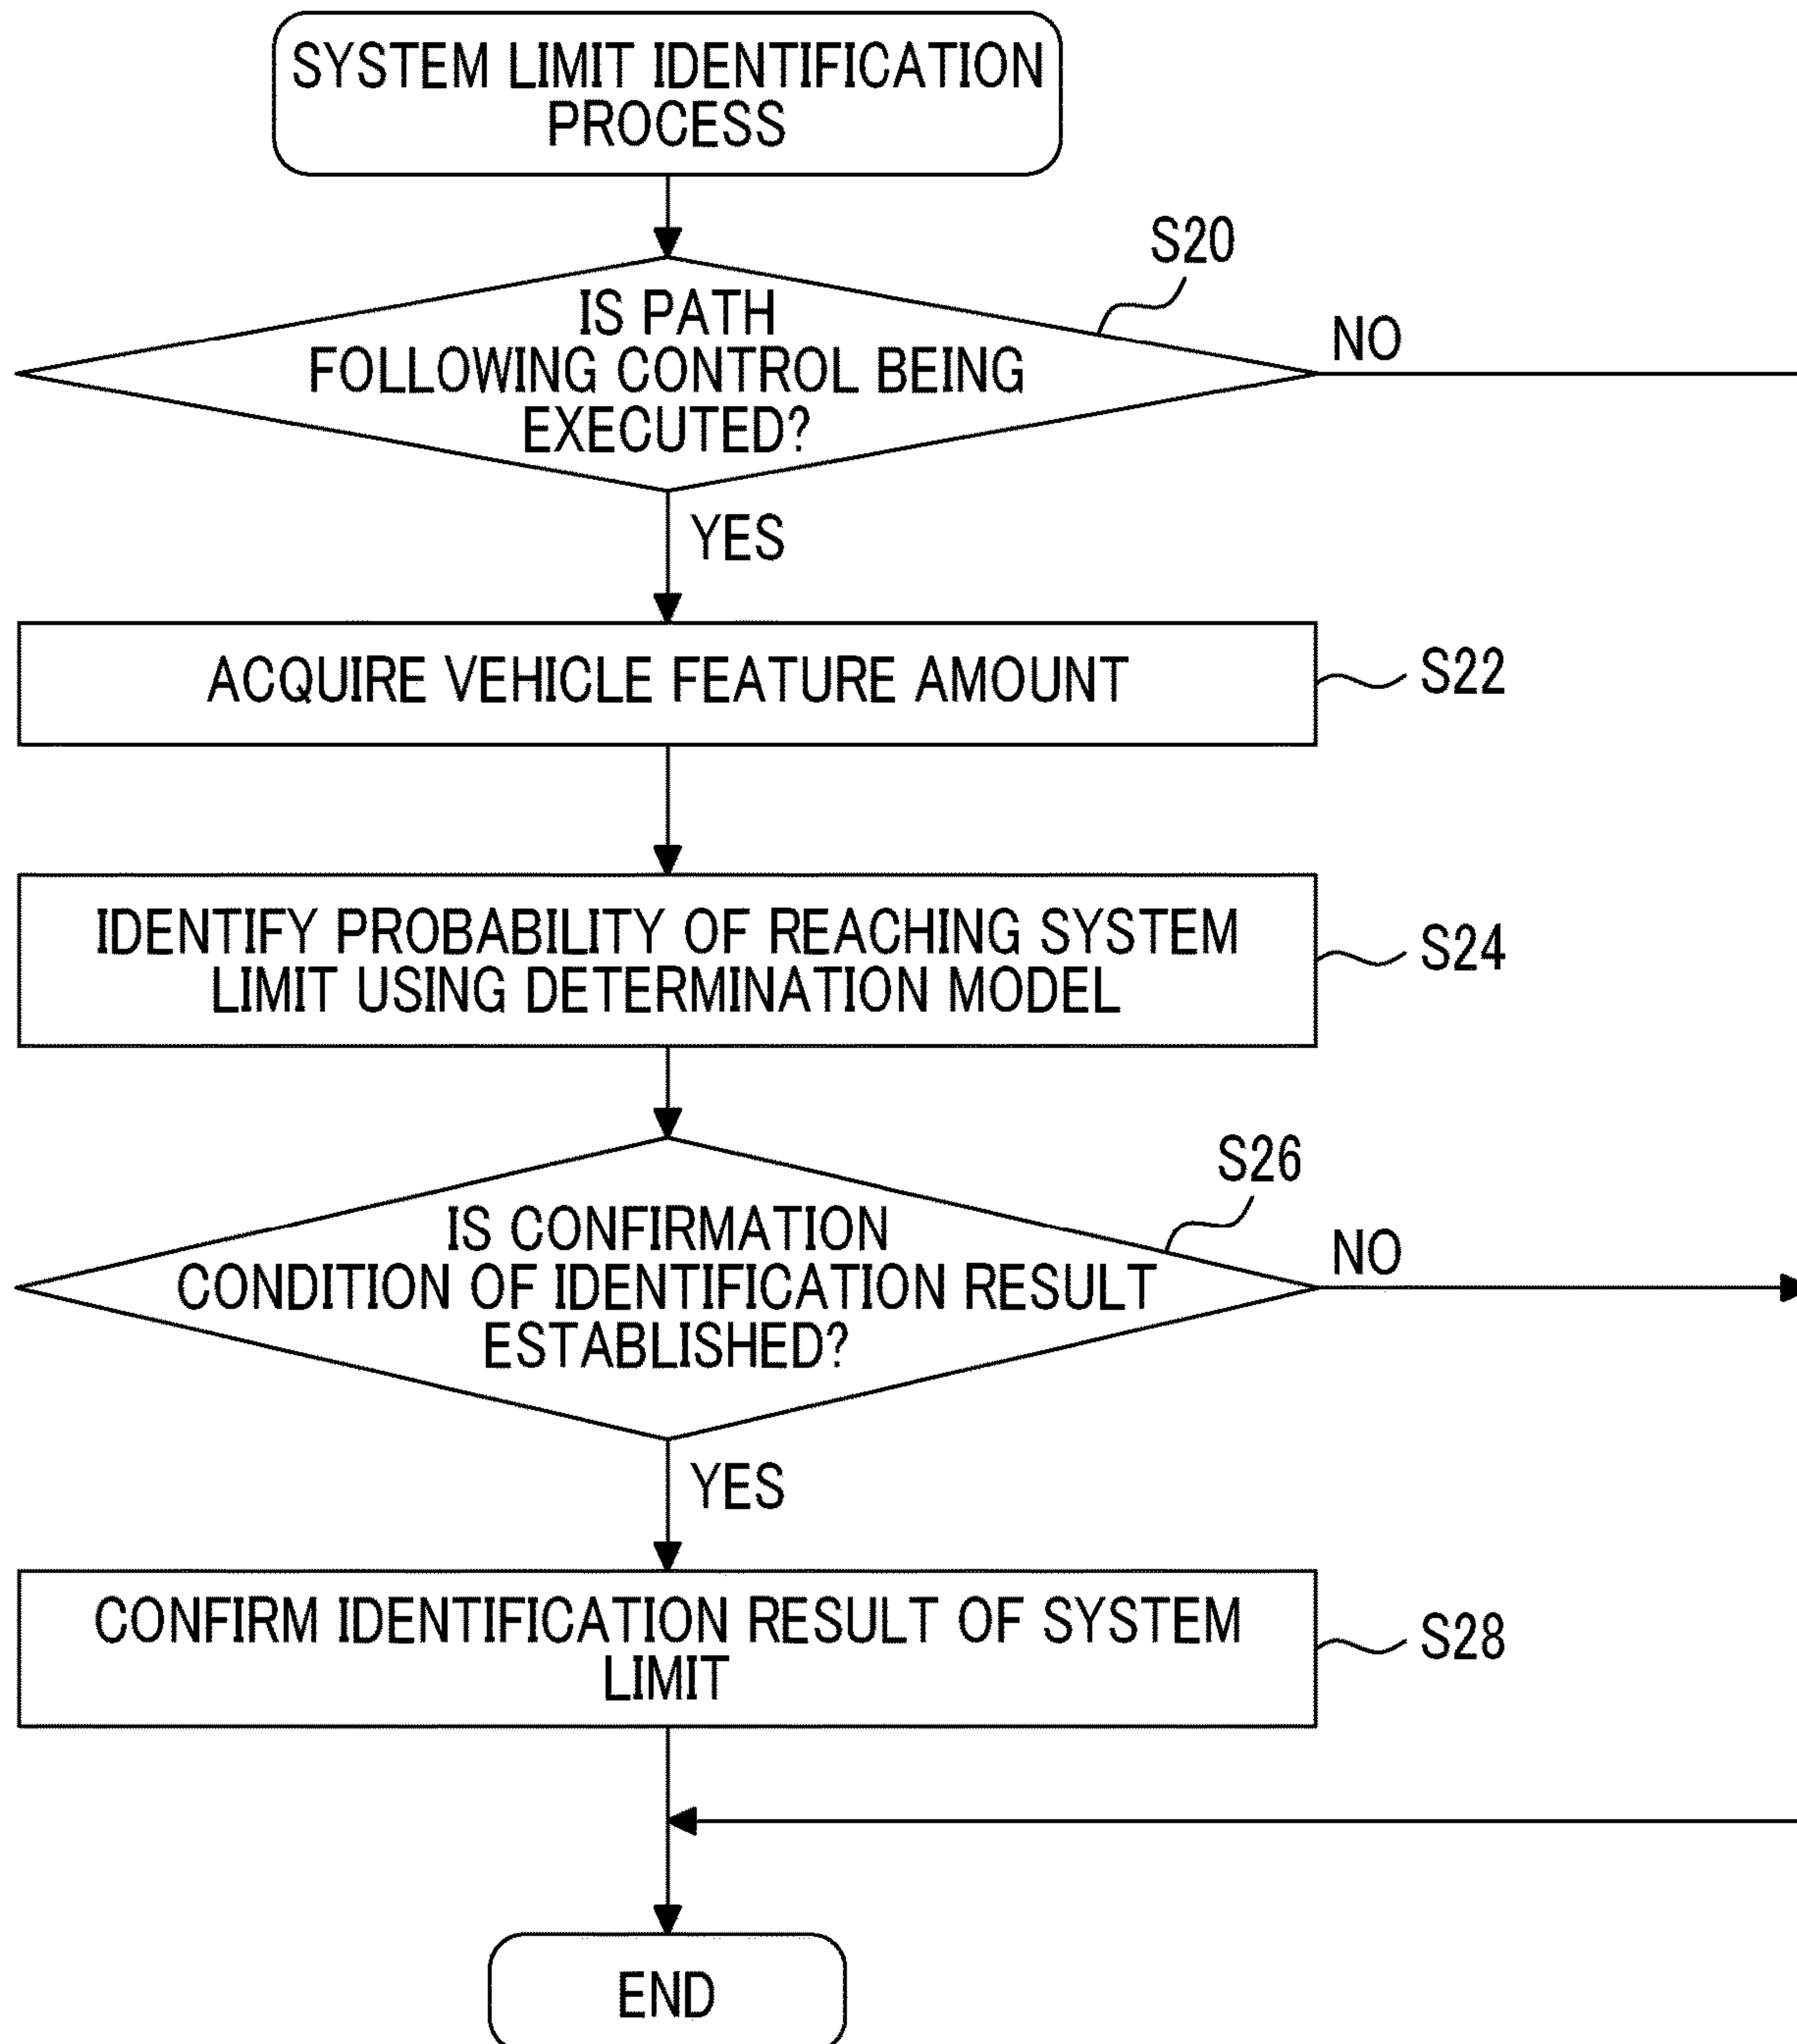 SYSTEM LIMIT IDENTIFICATION
PROCESS
S20
IS PATH
FOLLOWING CONTROL BEING
EXECUTED?
NO
YES
ACQUIRE VEHICLE FEATURE AMOUNT
S22
IDENTIFY PROBABILITY OF REACHING SYSTEM
LIMIT USING DETERMINATION MODEL
S24
S26
IS CONFIRMATION
CONDITION OF IDENTIFICATION RESULT
ESTABLISHED?
NO
YES
CONFIRM IDENTIFICATION RESULT OF SYSTEM
LIMIT
S28
END